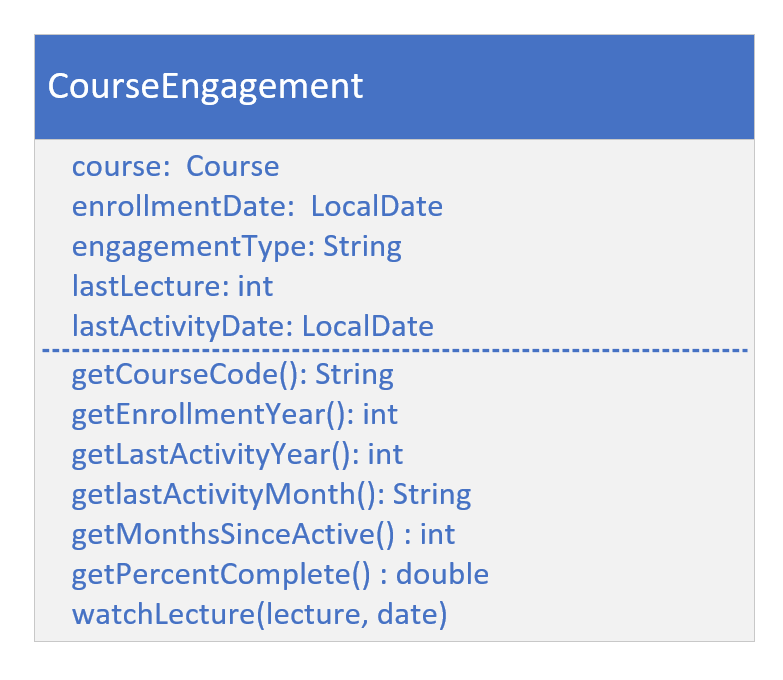 CourseEngagement
course:  Course
enrollmentDate:  LocalDate
engagementType: String
lastLecture: int
lastActivityDate: LocalDate
getCourseCode(): String
getEnrollmentYear(): int
getLastActivityYear(): int
getlastActivityMonth(): String
getMonthsSinceActive() : int
getPercentComplete() : double
watchLecture(lecture, date)